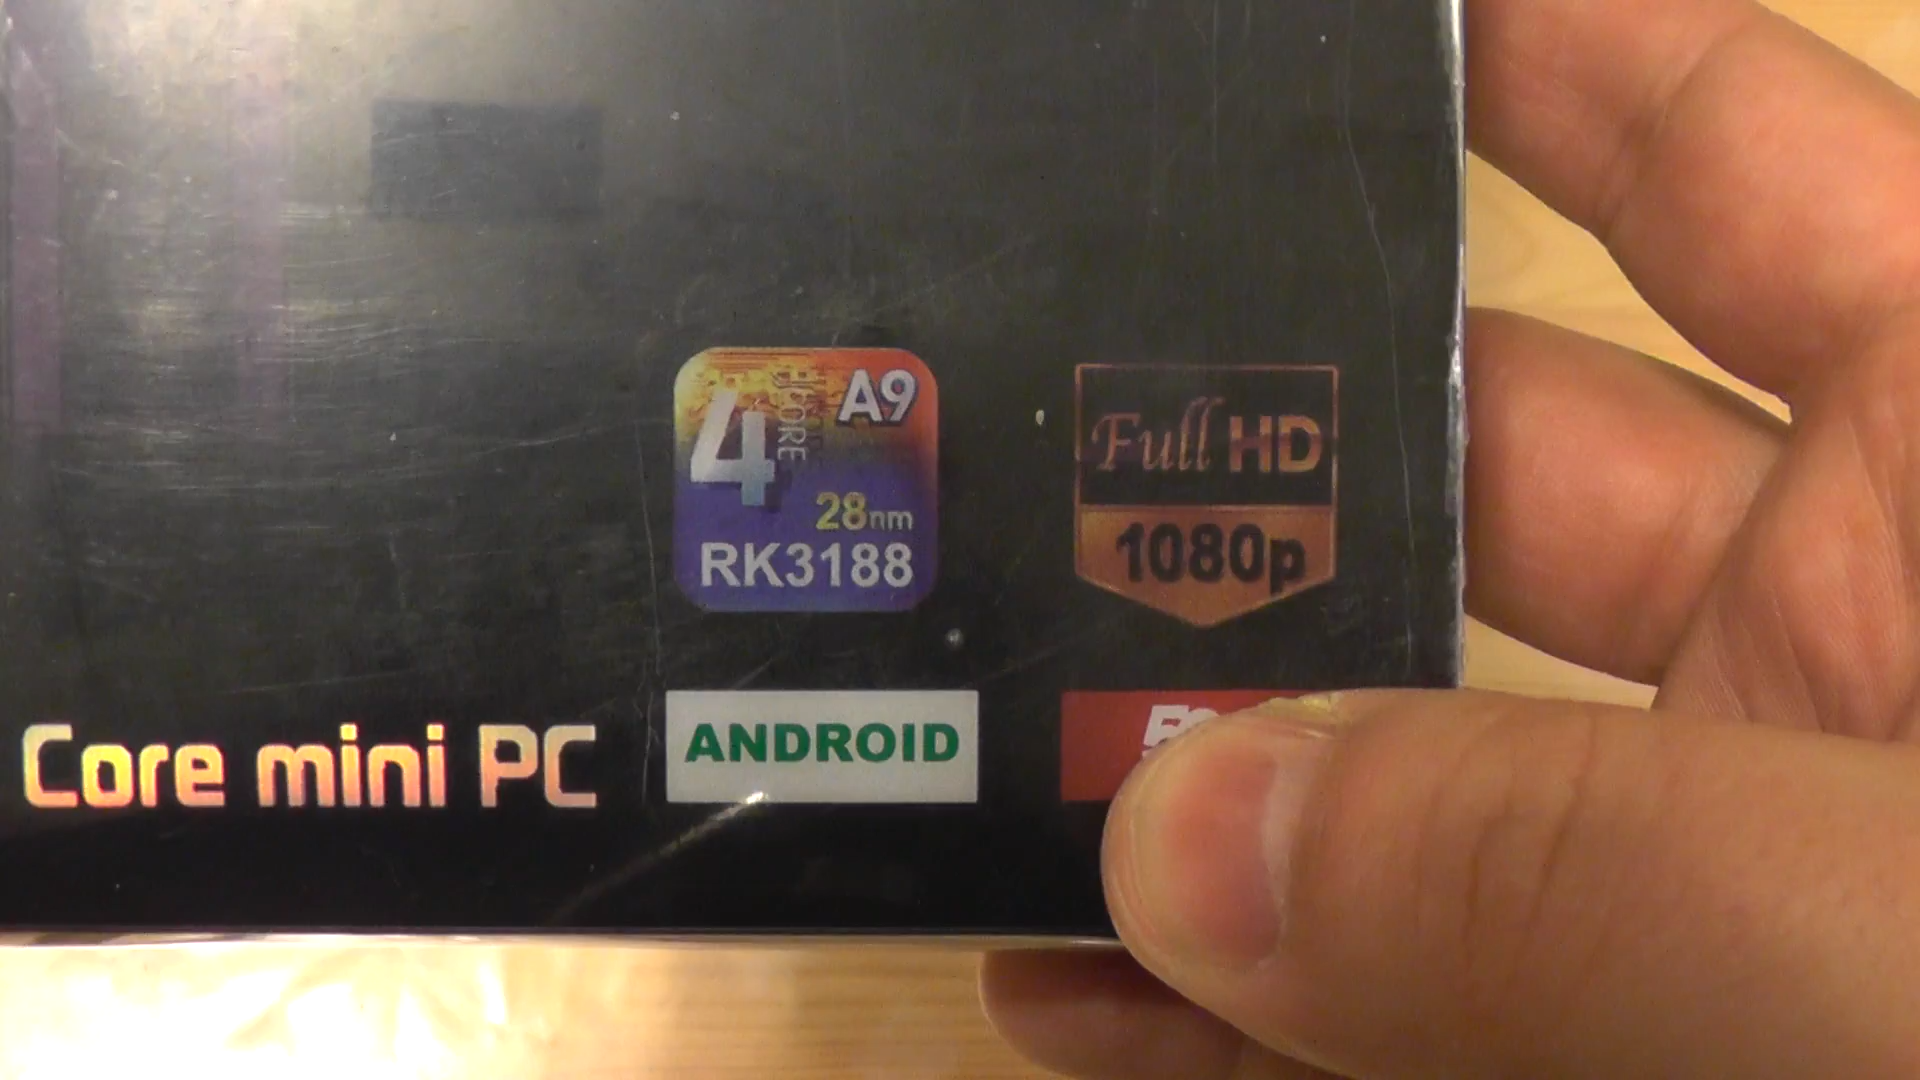 4 CORE A9
28nm
RK3188
Full HD
1080p
Core mini PC
ANDROID